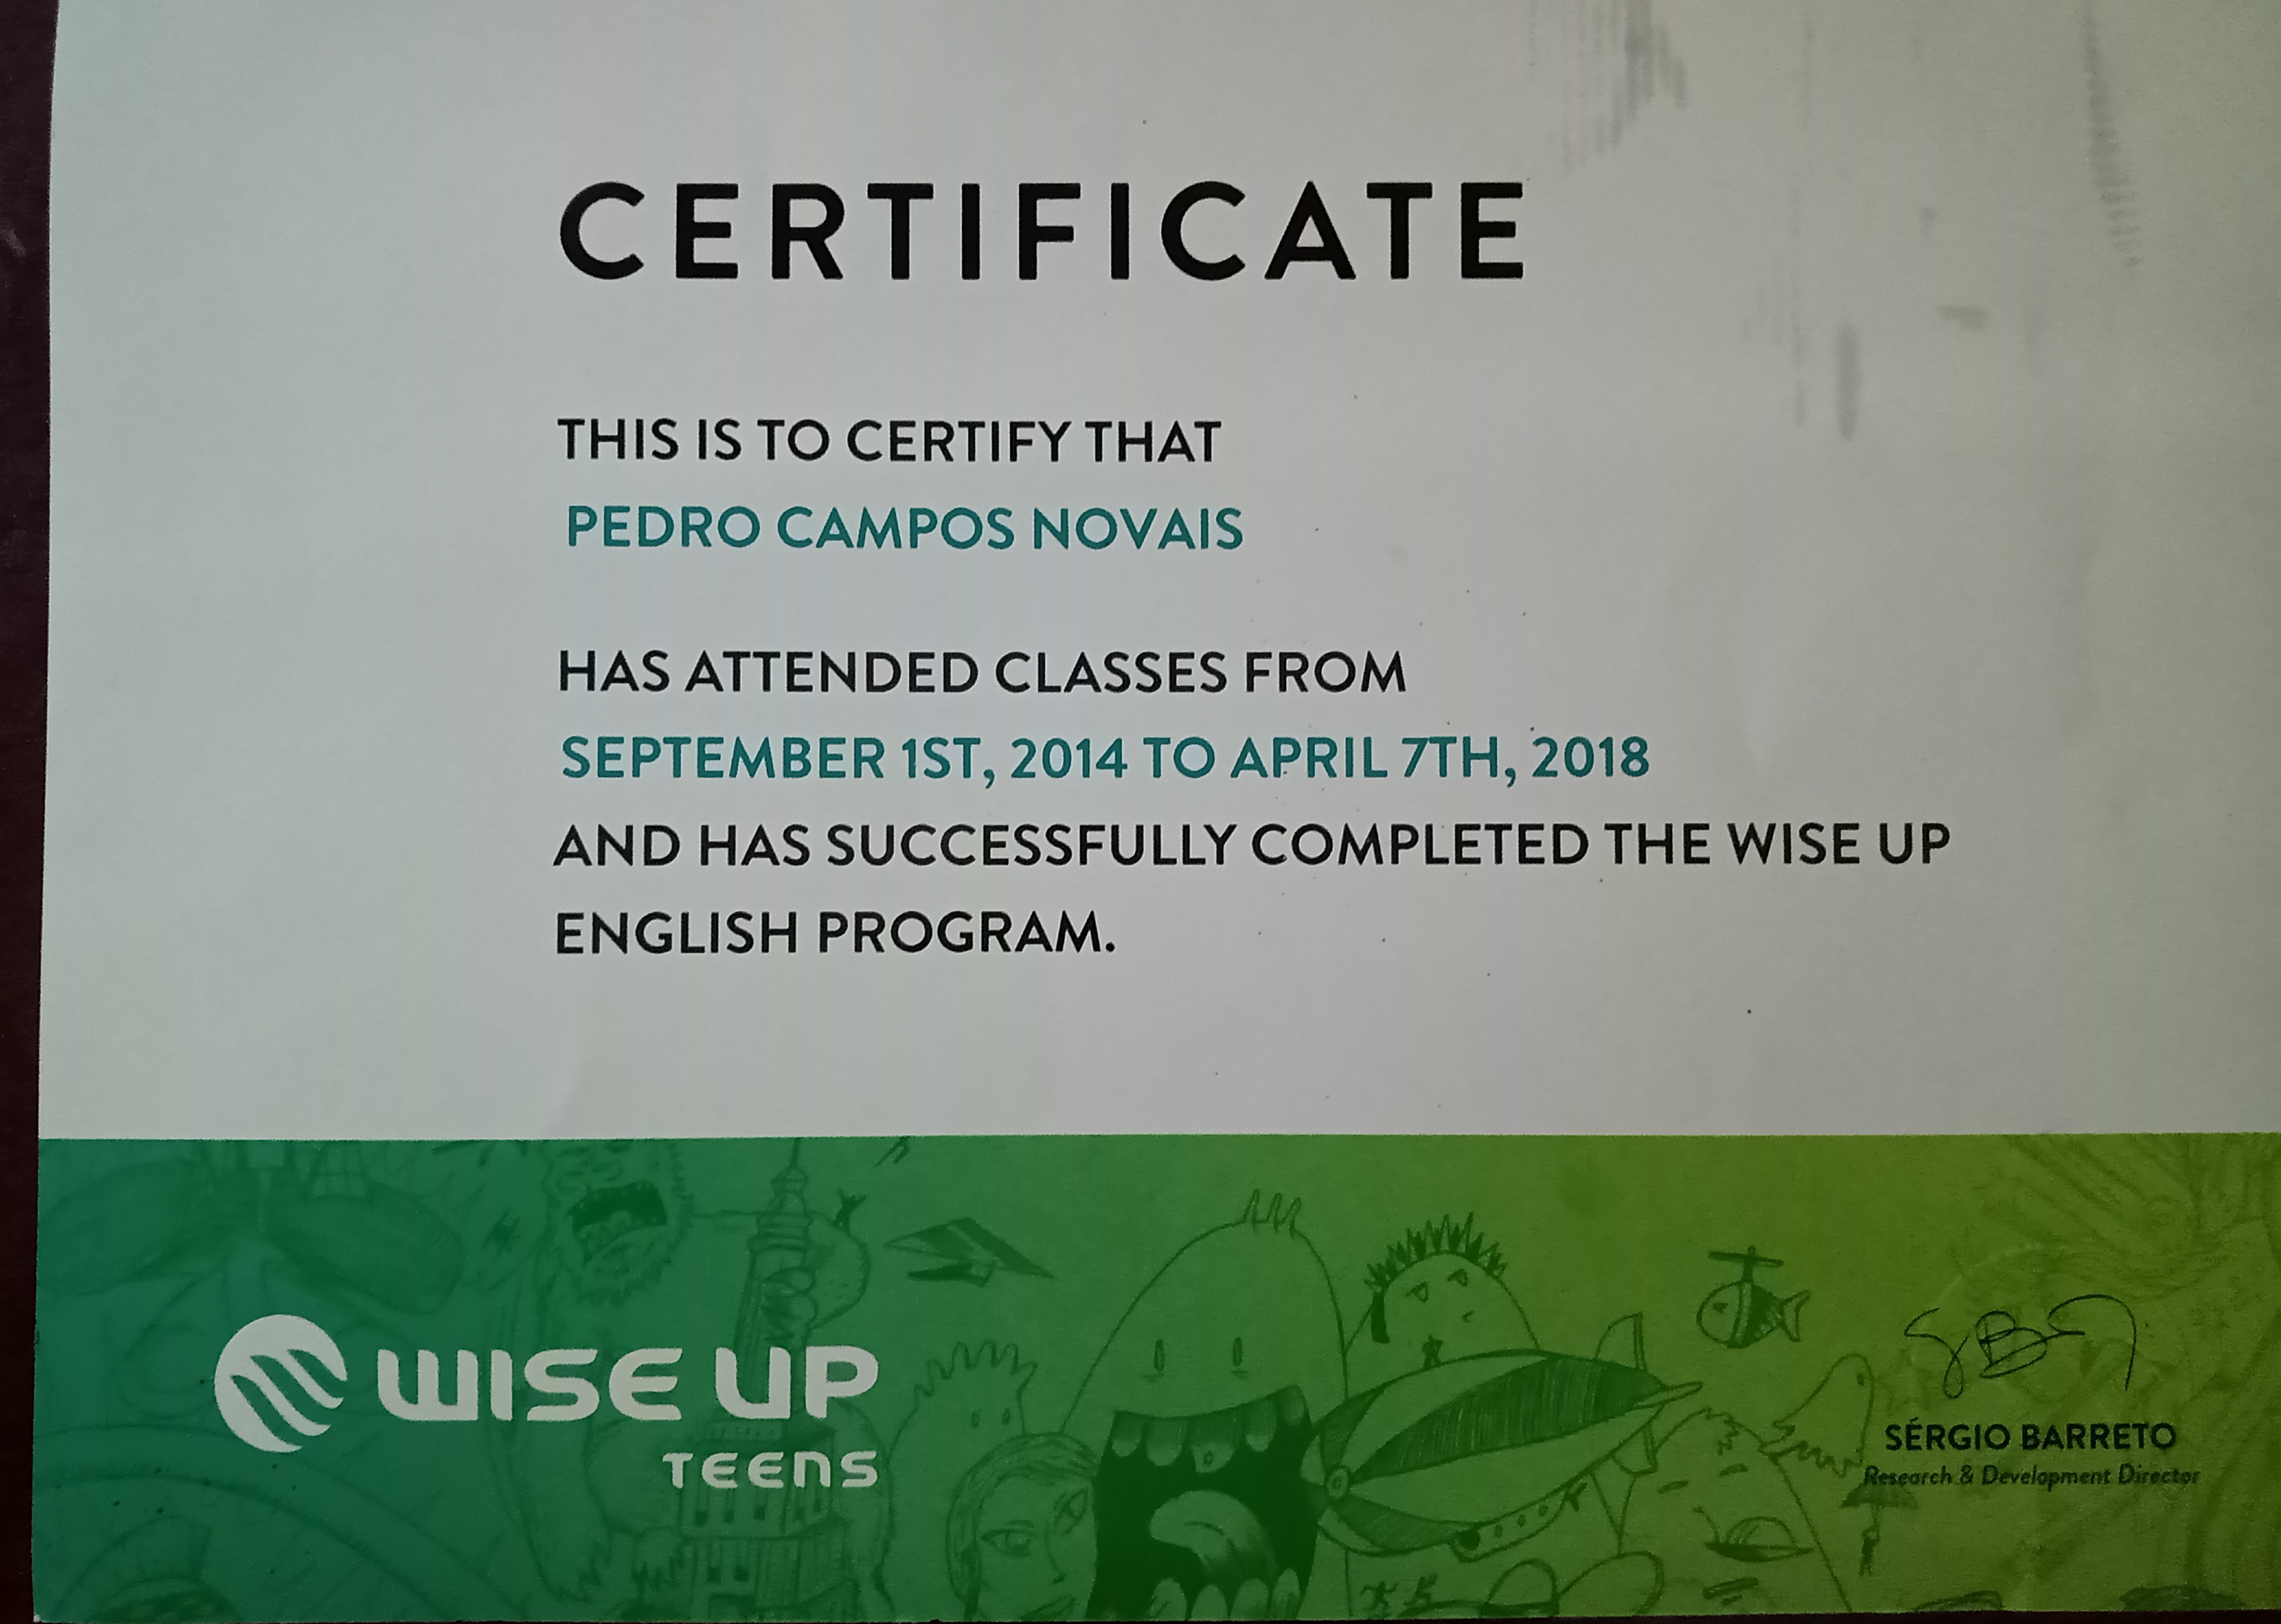 CERTIFICATE
THIS IS TO CERTIFY THAT
PEDRO CAMPOS NOVAIS
HAS ATTENDED CLASSES FROM
SEPTEMBER 1ST, 2014 TO APRIL 7TH, 2018
AND HAS SUCCESSFULLY COMPLETED THE WISE UP
ENGLISH PROGRAM.
WISE UP
TEENS
SÉRGIO BARRETO
Research & Development Director